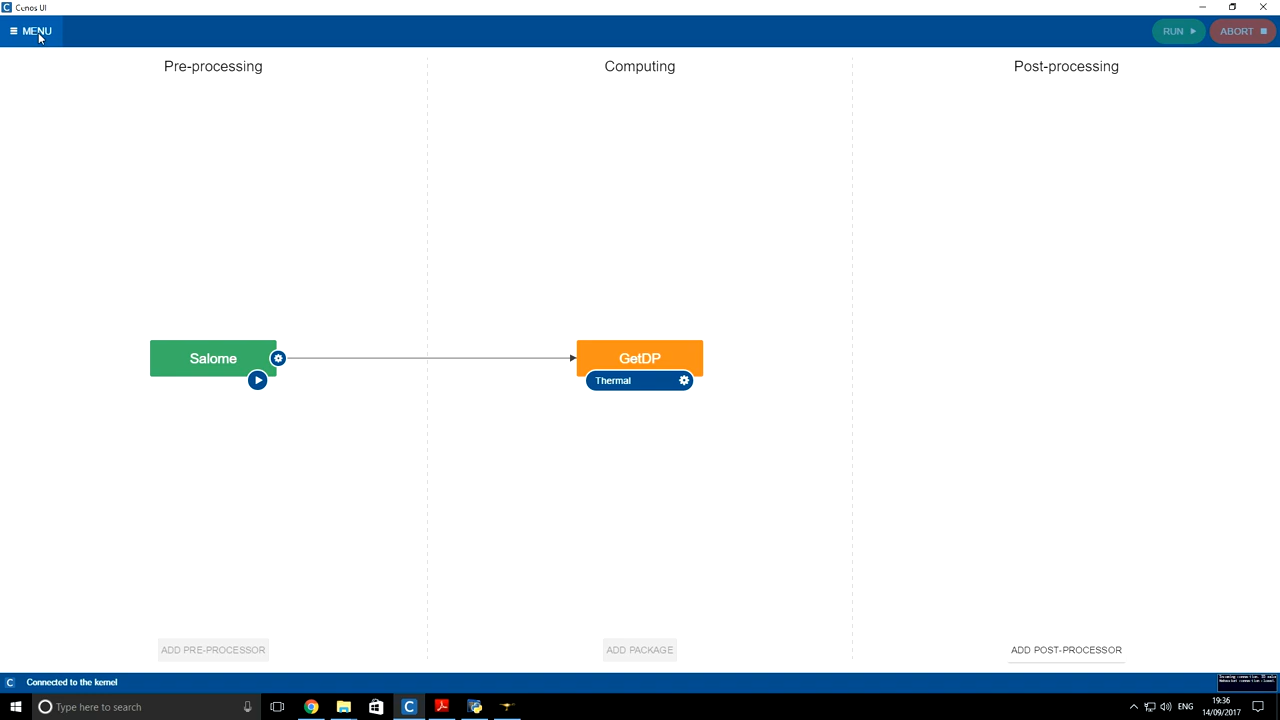 Cenos UI
MENU
RUN
ABORT
Pre-processing
Computing
Post-processing
Salome
GetDP
Thermal
ADD PRE-PROCESSOR
ADD PACKAGE
ADD POST-PROCESSOR
Connected to the kernel
Type here to search
ENG
19:36
14/09/2017